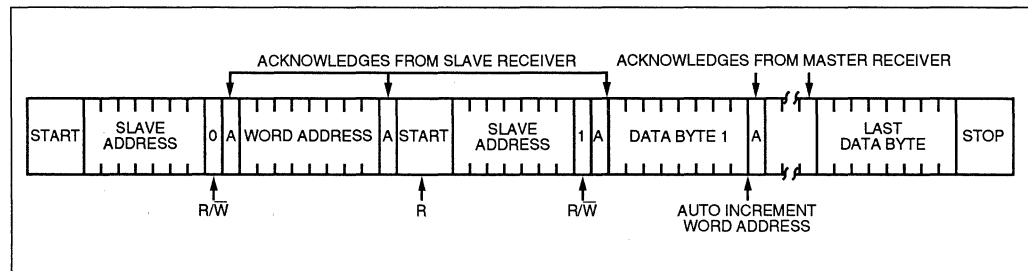 ACKNOWLEDGES FROM SLAVE RECEIVER
ACKNOWLEDGES FROM MASTER RECEIVER
START
SLAVE
ADDRESS
0
A
WORD ADDRESS
A
START
SLAVE
ADDRESS
1
A
DATA BYTE 1
A
LAST
DATA BYTE
STOP
R/W̅
R
R/W̅
AUTO INCREMENT
WORD ADDRESS